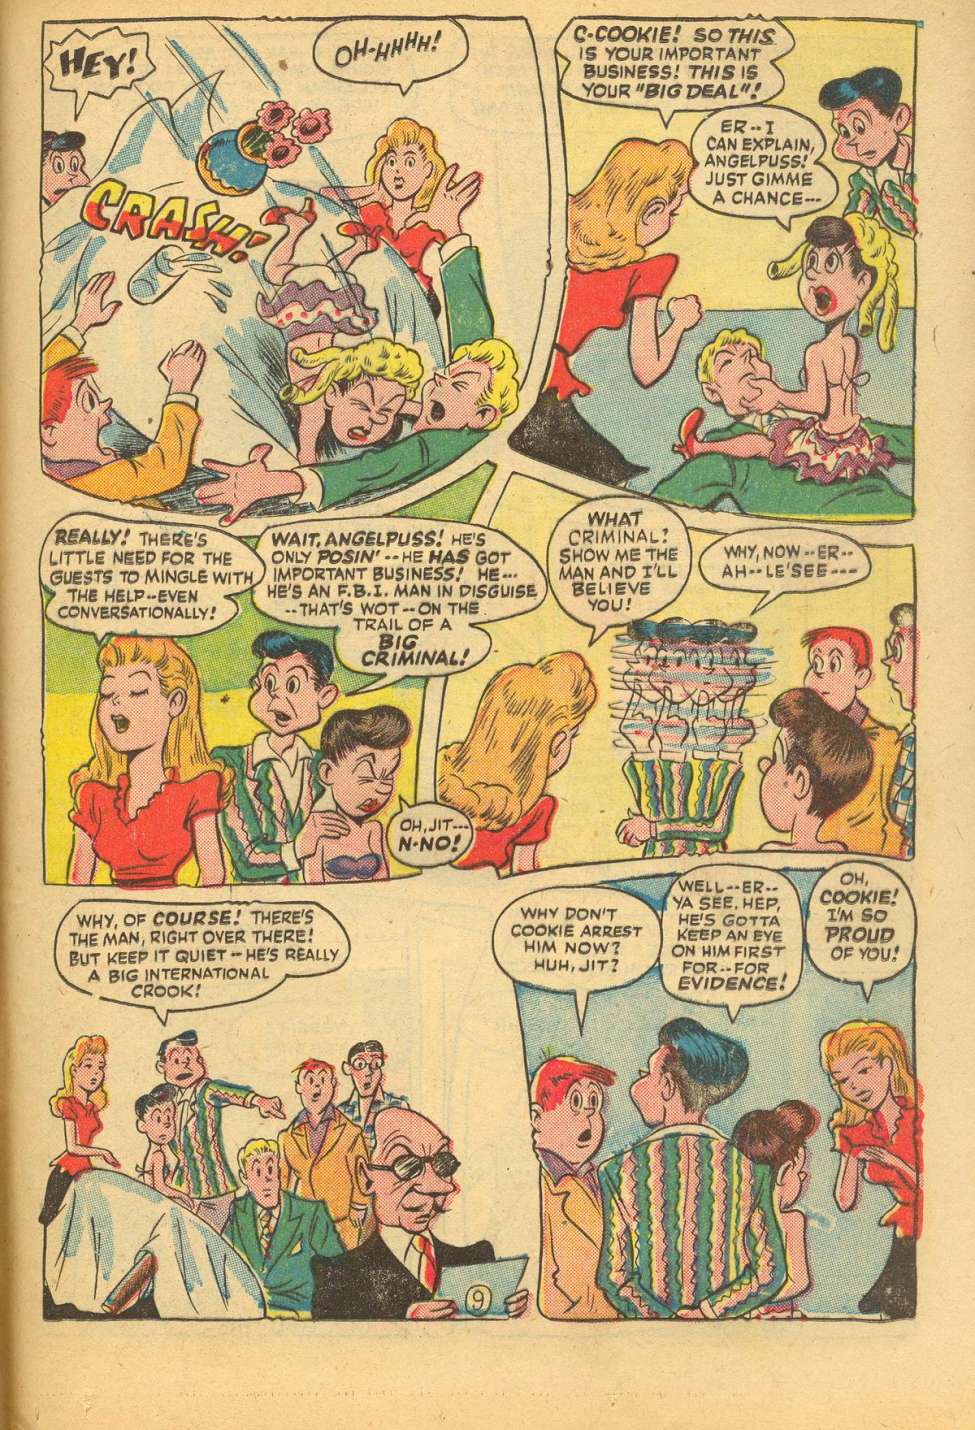 HEY!
OH-HHHH!
CRASH!
C-COOKIE! SO THIS
IS YOUR IMPORTANT
BUSINESS! THIS IS
YOUR "BIG DEAL"!
ER--I
CAN EXPLAIN,
ANGELPUSS!
JUST GIMME
A CHANCE---
REALLY! THERE'S
LITTLE NEED FOR THE
GUESTS TO MINGLE WITH
THE HELP--EVEN
CONVERSATIONALLY!
WAIT, ANGELPUSS! HE'S
ONLY POSIN'--HE HAS GOT
IMPORTANT BUSINESS! HE---
HE'S AN F.B.I. MAN IN DISGUISE
--THAT'S WOT--ON THE
TRAIL OF A
BIG
CRIMINAL!
OH, JIT---
N-NO!
WHAT
CRIMINAL?
SHOW ME THE
MAN AND I'LL
BELIEVE
YOU!
WHY, NOW--ER--
AH--LE'SEE---
WHY, OF COURSE! THERE'S
THE MAN, RIGHT OVER THERE!
BUT KEEP IT QUIET--HE'S REALLY
A BIG INTERNATIONAL
CROOK!
9
WHY DON'T
COOKIE ARREST
HIM NOW?
HUH, JIT?
WELL--ER--
YA SEE, HEP,
HE'S GOTTA
KEEP AN EYE
ON HIM FIRST
FOR--FOR
EVIDENCE!
OH,
COOKIE!
I'M SO
PROUD
OF YOU!